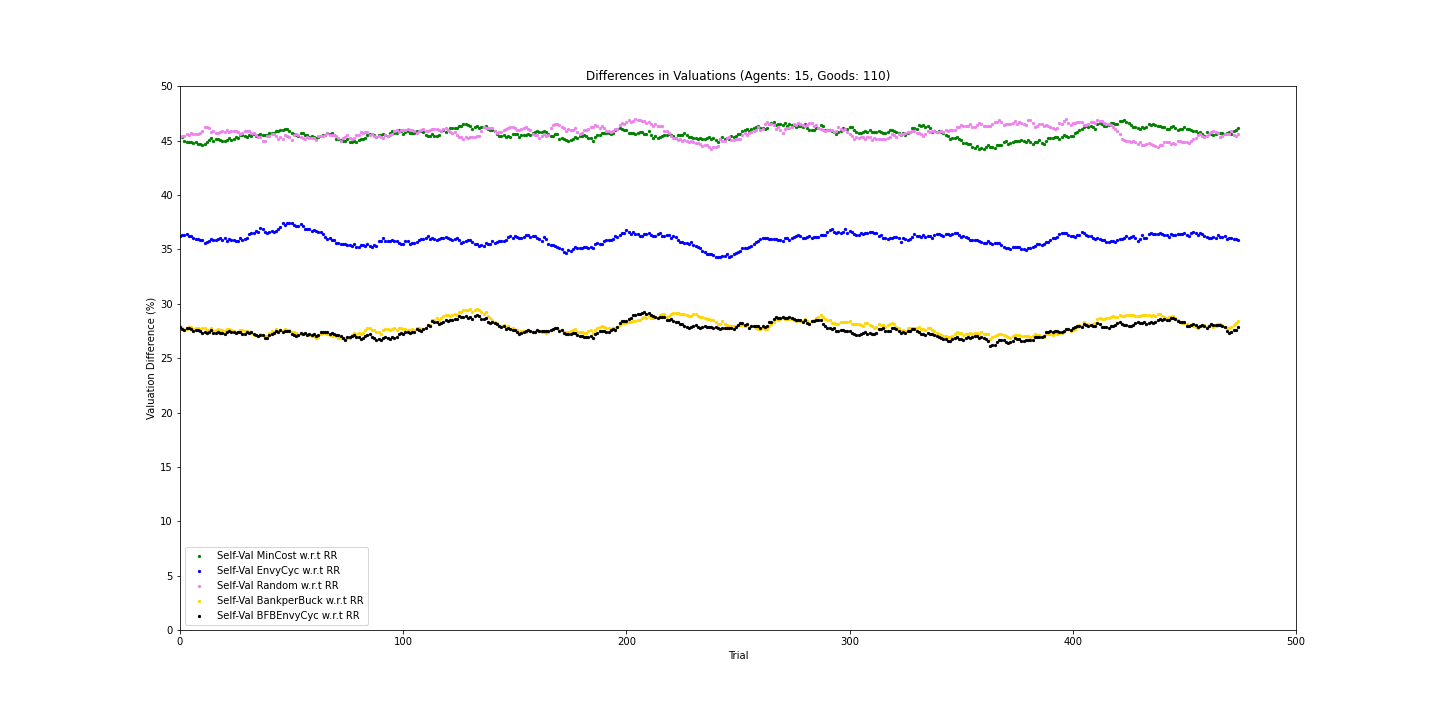 Differences in Valuations (Agents: 15, Goods: 110)
50
45
40
35
30
25
20
15
10
5
0
Valuation Difference (%)
Self-Val MinCost w.r.t RR
Self-Val EnvyCyc w.r.t RR
Self-Val Random w.r.t RR
Self-Val BankperBuck w.r.t RR
Self-Val BFBEnvyCyc w.r.t RR
0 100 200 300 400 500
Trial